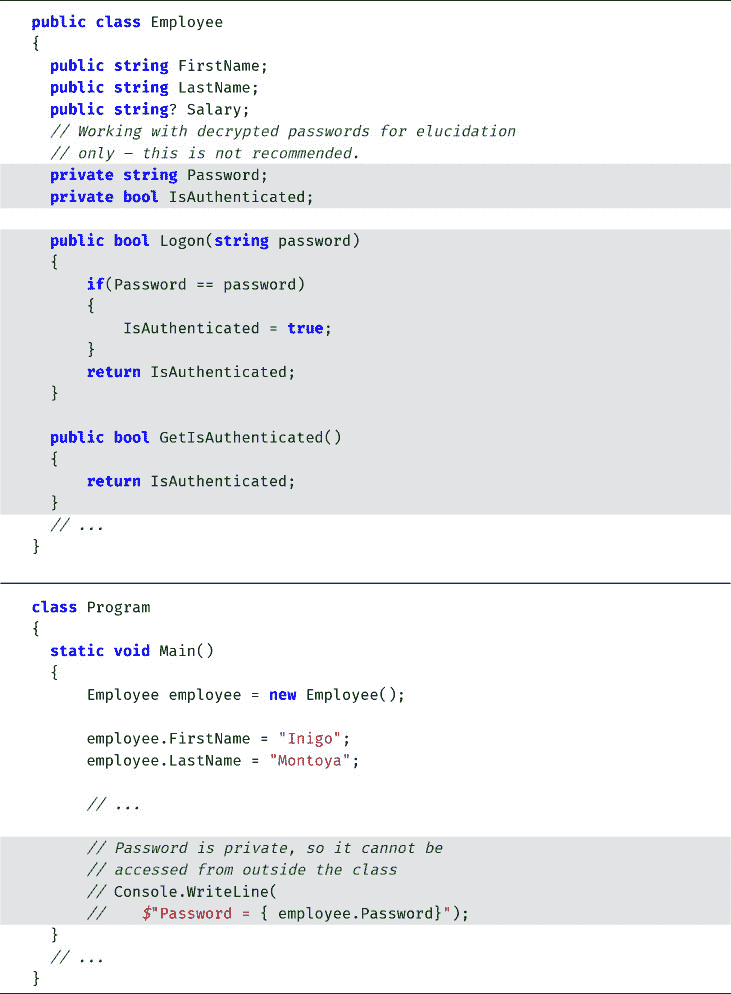 public class Employee
{
  public string FirstName;
  public string LastName;
  public string? Salary;
  // Working with decrypted passwords for elucidation
  // only – this is not recommended.
  private string Password;
  private bool IsAuthenticated;

  public bool Logon(string password)
  {
      if(Password == password)
      {
          IsAuthenticated = true;
      }
      return IsAuthenticated;
  }

  public bool GetIsAuthenticated()
  {
      return IsAuthenticated;
  }
  // ...
}

class Program
{
  static void Main()
  {
      Employee employee = new Employee();

      employee.FirstName = "Inigo";
      employee.LastName = "Montoya";

      // ...

      // Password is private, so it cannot be
      // accessed from outside the class
      // Console.WriteLine(
      //    $"Password = { employee.Password}");
  }
  // ...
}